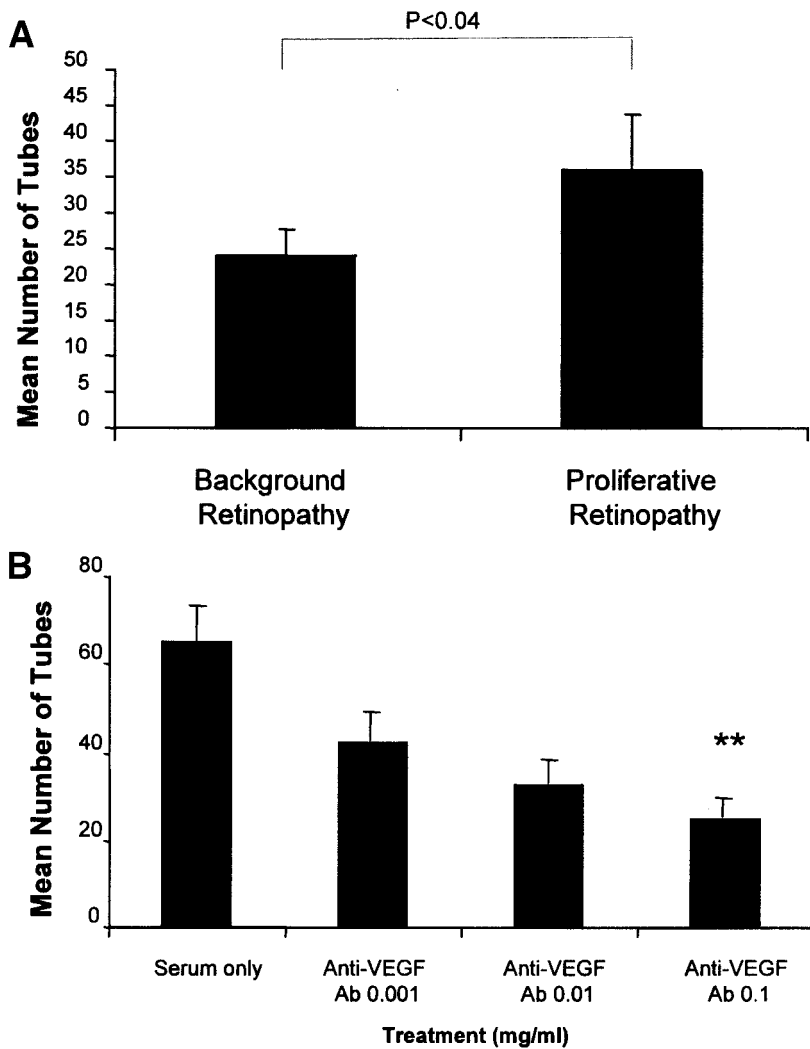 A
P<0.04
Mean Number of Tubes
50
45
40
35
30
25
20
15
10
5
0
Background
Retinopathy
Proliferative
Retinopathy
B
Mean Number of Tubes
80
60
40
20
0
**
Serum only
Anti-VEGF
Ab 0.001
Anti-VEGF
Ab 0.01
Anti-VEGF
Ab 0.1
Treatment (mg/ml)